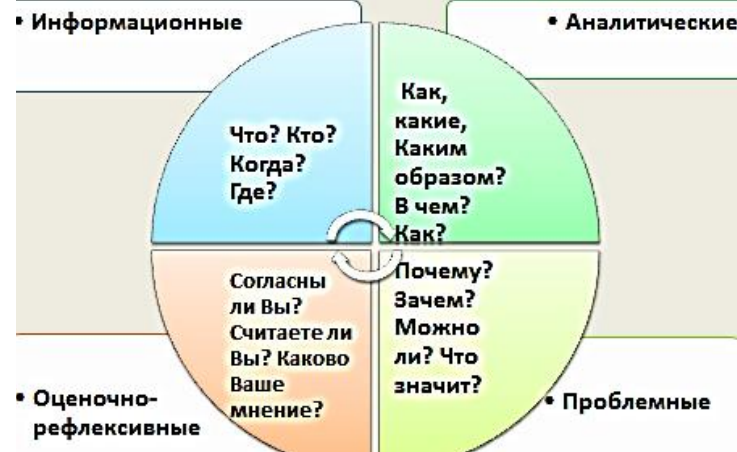 • Информационные
• Аналитические
Что? Кто?
Когда?
Где?
Как,
какие,
Каким
образом?
В чем?
Как?
Согласны
ли Вы?
Считаете ли
Вы? Каково
Ваше
мнение?
Почему?
Зачем?
Можно
ли? Что
значит?
• Оценочно-
рефлексивные
• Проблемные